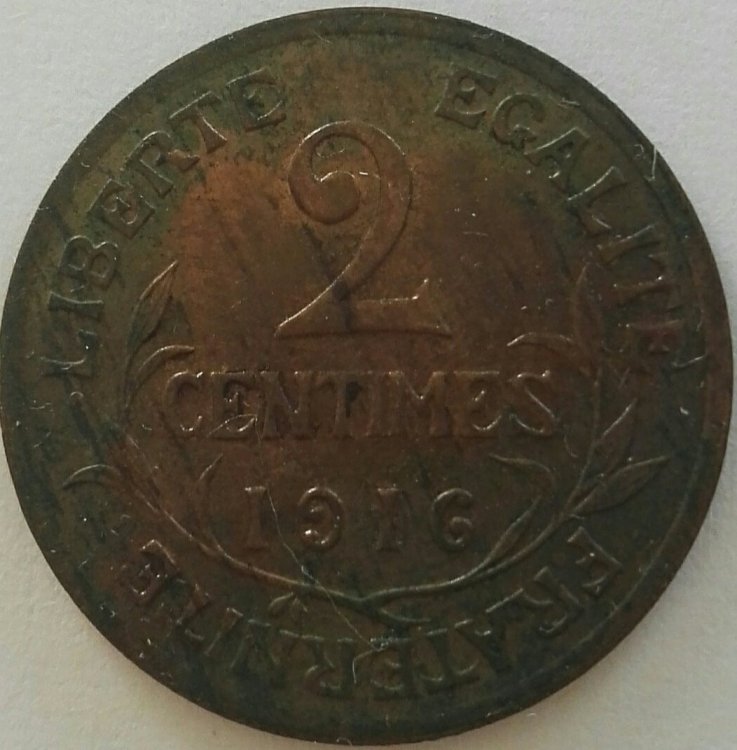 LIBERTE EGALITE FRATERNITE
2
CENTIMES
1916